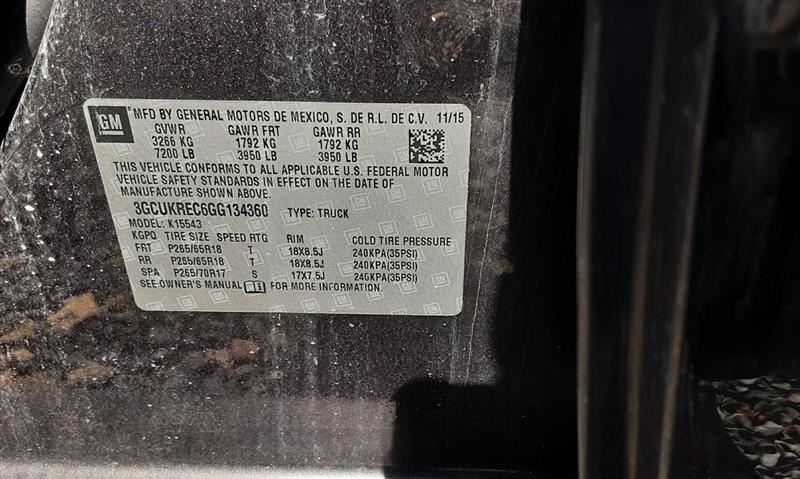 GM MFD BY GENERAL MOTORS DE MEXICO, S. DE R.L. DE C.V. 11/15
GVWR GAWR FRT GAWR RR
3266 KG 1792 KG 1792 KG
7200 LB 3950 LB 3950 LB
THIS VEHICLE CONFORMS TO ALL APPLICABLE U.S. FEDERAL MOTOR
VEHICLE SAFETY STANDARDS IN EFFECT ON THE DATE OF
MANUFACTURE SHOWN ABOVE.
3GCUKREC6GG134360 TYPE: TRUCK
MODEL: K15543
KGPQ TIRE SIZE SPEED RTG RIM COLD TIRE PRESSURE
FRT P265/65R18 T 18X8.5J 240KPA(35PSI)
RR P265/65R18 T 18X8.5J 240KPA(35PSI)
SPA P265/70R17 S 17X7.5J 240KPA(35PSI)
SEE OWNER'S MANUAL FOR MORE INFORMATION.